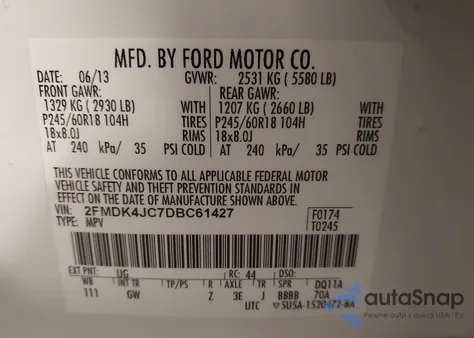 MFD. BY FORD MOTOR CO.
DATE: 06/13 GVWR: 2531 KG ( 5580 LB)
FRONT GAWR: REAR GAWR:
1329 KG ( 2930 LB) WITH 1207 KG ( 2660 LB) WITH
P245/60R18 104H TIRES P245/60R18 104H TIRES
18x8.0J RIMS 18x8.0J RIMS
AT 240 kPa/ 35 PSI COLD AT 240 kPa/ 35 PSI COLD
THIS VEHICLE CONFORMS TO ALL APPLICABLE FEDERAL MOTOR
VEHICLE SAFETY AND THEFT PREVENTION STANDARDS IN
EFFECT ON THE DATE OF MANUFACTURE SHOWN ABOVE.
VIN: 2FMDK4JC7DBC61427 F0174
TYPE: MPV T0245
EXT PNT: UG RC: 44 DSO:
WB INT TR TP/PS R AXLE TR SPR DQ11A
111 GW Z 3E J BBBB 70A
UTC
autoSnap
Pewne auto z aukcji USA i EU